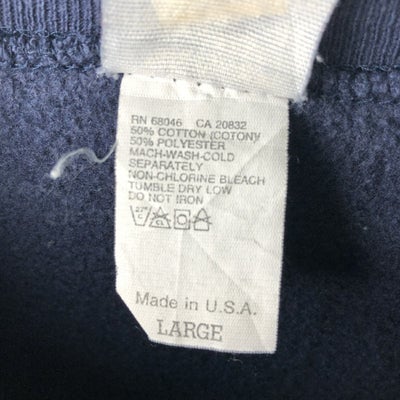 RN 68046 CA 20832
50% COTTON (COTON)
50% POLYESTER
MACH-WASH-COLD
SEPARATELY
NON-CHLORINE BLEACH
TUMBLE DRY LOW
DO NOT IRON
Made in U.S.A.
LARGE